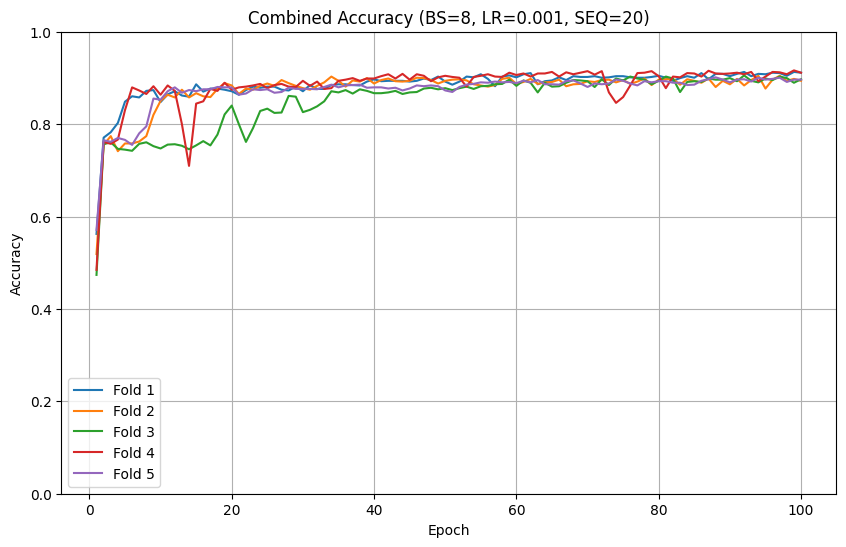 Combined Accuracy (BS=8, LR=0.001, SEQ=20)
1.0
0.8
0.6
0.4
0.2
0.0
Accuracy
Fold 1
Fold 2
Fold 3
Fold 4
Fold 5
0 20 40 60 80 100
Epoch